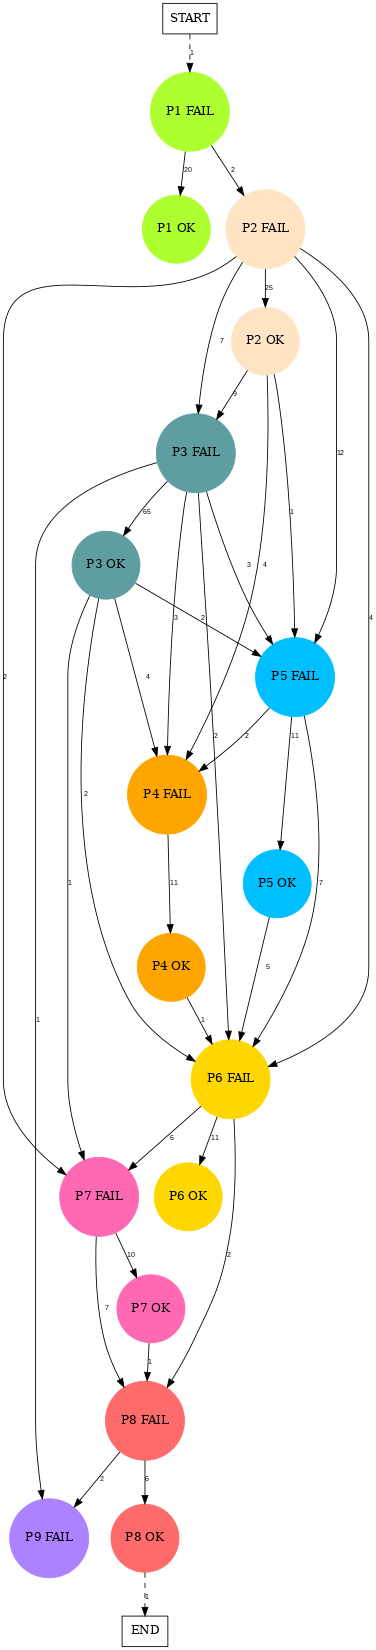 START
1
P1 FAIL
20
2
P1 OK
P2 FAIL
25
7
P2 OK
9
12
P3 FAIL
65
1
3
4
P3 OK
3
2
4
4
P5 FAIL
2
2
2
11
P4 FAIL
2
11
7
1
P4 OK
P5 OK
5
1
1
P6 FAIL
6
11
P7 FAIL
P6 OK
10
2
7
P7 OK
1
P8 FAIL
2
6
P9 FAIL
P8 OK
1
END